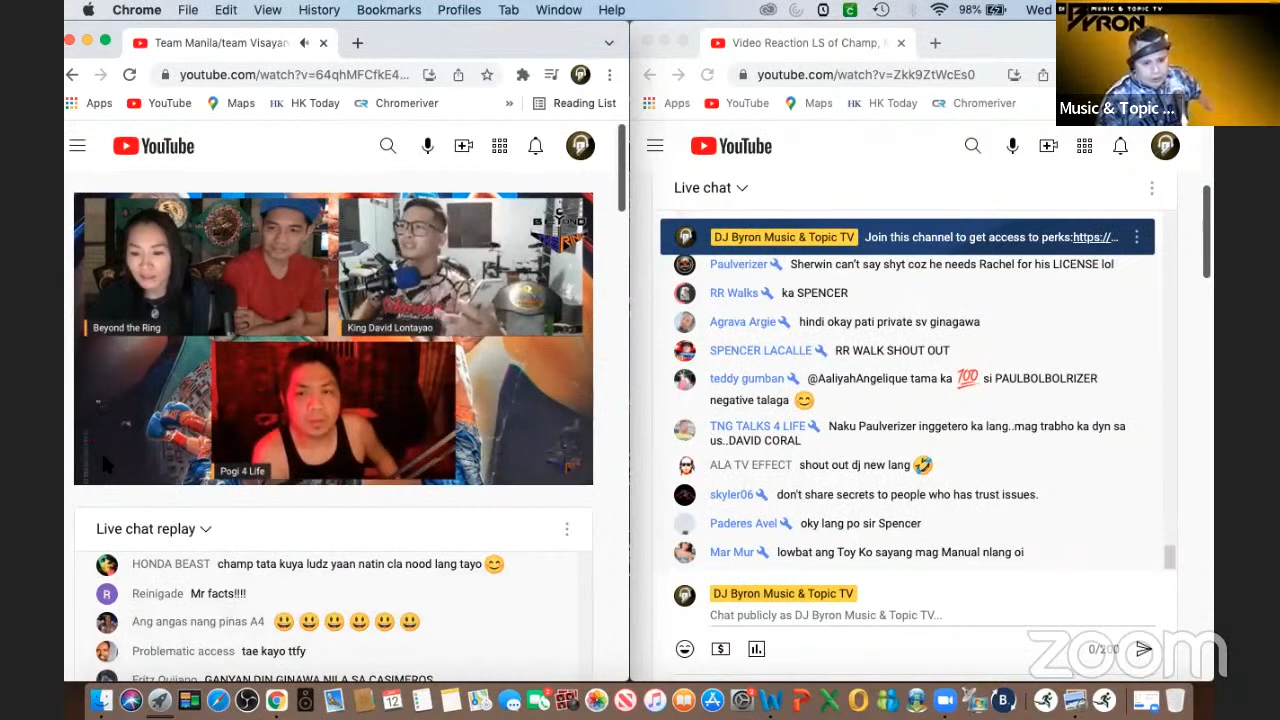 Chrome File Edit View History Bookmarks Profiles Tab Window Help 98% Wed
MUSIC & TOPIC TV
BYRON
Music & Topic ...
Team Manila/team Visayan
youtube.com/watch?v=64qhMFCfkE4...
Apps YouTube Maps HK HK Today CR Chromeriver » Reading List
YouTube
BEYOND
Beyond the Ring
King David Lontayao
Pogi 4 Life
Live chat replay
HONDA BEAST champ tata kuya ludz yaan natin cla nood lang tayo 😊
R Reinigade Mr facts!!!!
Ang angas nang pinas A4 😃😃😃😃😃😃
Problematic access tae kayo ttfy
Fritz Quijano GANYAN DIN GINAWA NILA SA CASIMEROS
Video Reaction LS of Champ,
youtube.com/watch?v=Zkk9ZtWcEs0
Apps YouTube Maps HK HK Today CR Chromeriver
YouTube
Live chat
DJ Byron Music & Topic TV Join this channel to get access to perks:https://...
Paulverizer Sherwin can't say shyt coz he needs Rachel for his LICENSE lol
RR Walks ka SPENCER
Agrava Argie hindi okay pati private sv ginagawa
SPENCER LACALLE RR WALK SHOUT OUT
teddy gumban @AaliyahAngelique tama ka 💯 si PAULBOLBOLRIZER
negative talaga 😊
TNG TALKS 4 LIFE Naku Paulverizer inggetero ka lang..mag trabho ka dyn sa
us..DAVID CORAL
ALA TV EFFECT shout out dj new lang 🤣
skyler06 don't share secrets to people who has trust issues.
Paderes Avel oky lang po sir Spencer
Mar Mur lowbat ang Toy Ko sayang mag Manual nlang oi
DJ Byron Music & Topic TV
Chat publicly as DJ Byron Music & Topic TV...
0/200
zoom